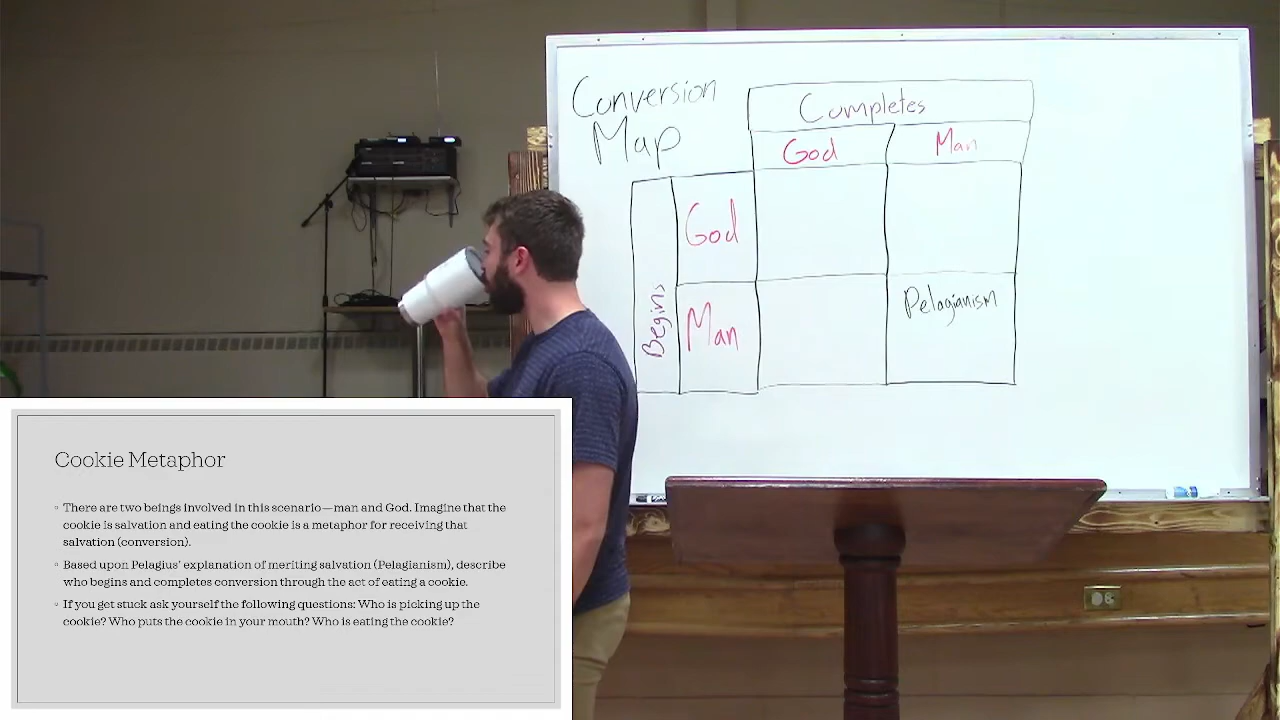 Conversion
Map
Completes
God Man
Begins
God
Man
Pelagianism
Cookie Metaphor
◦ There are two beings involved in this scenario—man and God. Imagine that the
cookie is salvation and eating the cookie is a metaphor for receiving that
salvation (conversion).
◦ Based upon Pelagius' explanation of meriting salvation (Pelagianism), describe
who begins and completes conversion through the act of eating a cookie.
◦ If you get stuck ask yourself the following questions: Who is picking up the
cookie? Who puts the cookie in your mouth? Who is eating the cookie?